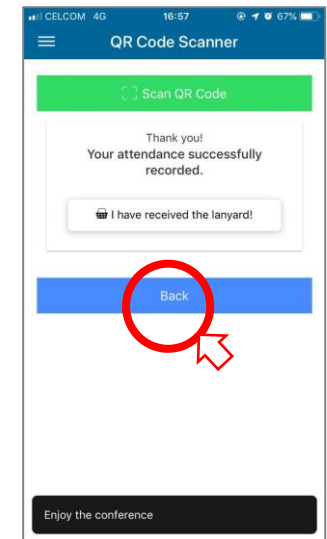 CELCOM 4G 16:57 67%
QR Code Scanner
Scan QR Code
Thank you!
Your attendance successfully
recorded.
I have received the lanyard!
Back
Enjoy the conference